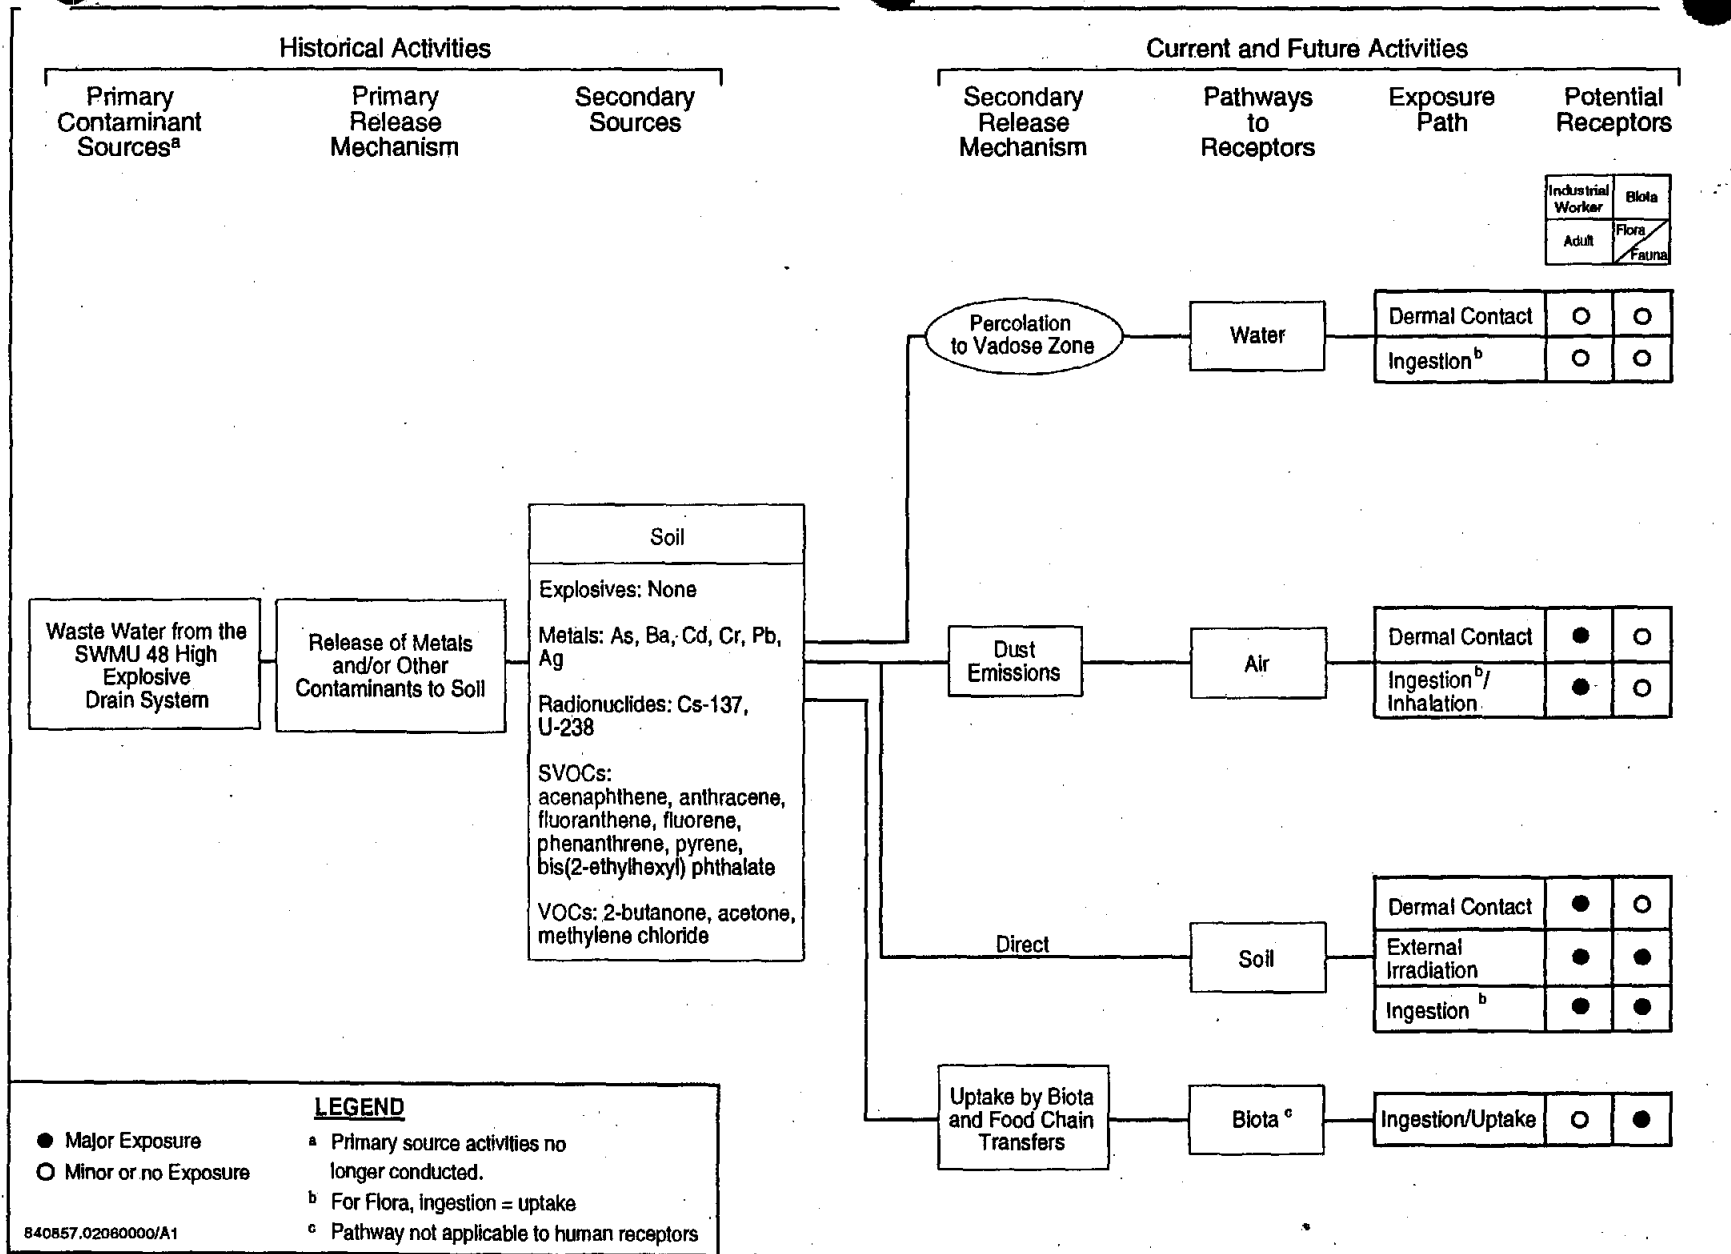 Historical Activities
Current and Future Activities
Primary
Contaminant
Sourcesᵃ
Primary
Release
Mechanism
Secondary
Sources
Secondary
Release
Mechanism
Pathways
to
Receptors
Exposure
Path
Potential
Receptors
Industrial
Worker
Biota
Adult
Flora
Fauna
Percolation
to Vadose Zone
Water
Dermal Contact
Ingestionᵇ
Soil
Explosives: None
Metals: As, Ba, Cd, Cr, Pb,
Ag
Radionuclides: Cs-137,
U-238
SVOCs:
acenaphthene, anthracene,
fluoranthene, fluorene,
phenanthrene, pyrene,
bis(2-ethylhexyl) phthalate
VOCs: 2-butanone, acetone,
methylene chloride
Waste Water from the
SWMU 48 High
Explosive
Drain System
Release of Metals
and/or Other
Contaminants to Soil
Dust
Emissions
Air
Dermal Contact
Ingestionᵇ/
Inhalation
Direct
Soil
Dermal Contact
External
Irradiation
Ingestion ᵇ
Uptake by Biota
and Food Chain
Transfers
Biota ᶜ
Ingestion/Uptake
LEGEND
● Major Exposure
O Minor or no Exposure
ᵃ Primary source activities no
longer conducted.
ᵇ For Flora, ingestion = uptake
ᶜ Pathway not applicable to human receptors
840857.02060000/A1